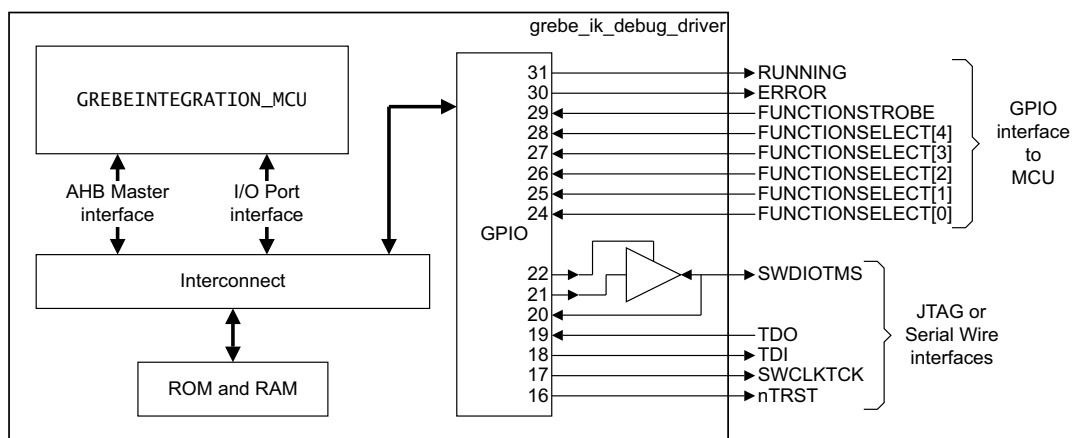 grebe_ik_debug_driver
GREBEINTEGRATION_MCU
AHB Master
interface
I/O Port
interface
Interconnect
ROM and RAM
GPIO
31 RUNNING
30 ERROR
29 FUNCTIONSTROBE
28 FUNCTIONSELECT[4]
27 FUNCTIONSELECT[3]
26 FUNCTIONSELECT[2]
25 FUNCTIONSELECT[1]
24 FUNCTIONSELECT[0]
22 SWDIOTMS
21
20
19 TDO
18 TDI
17 SWCLKTCK
16 nTRST
GPIO
interface
to
MCU
JTAG or
Serial Wire
interfaces